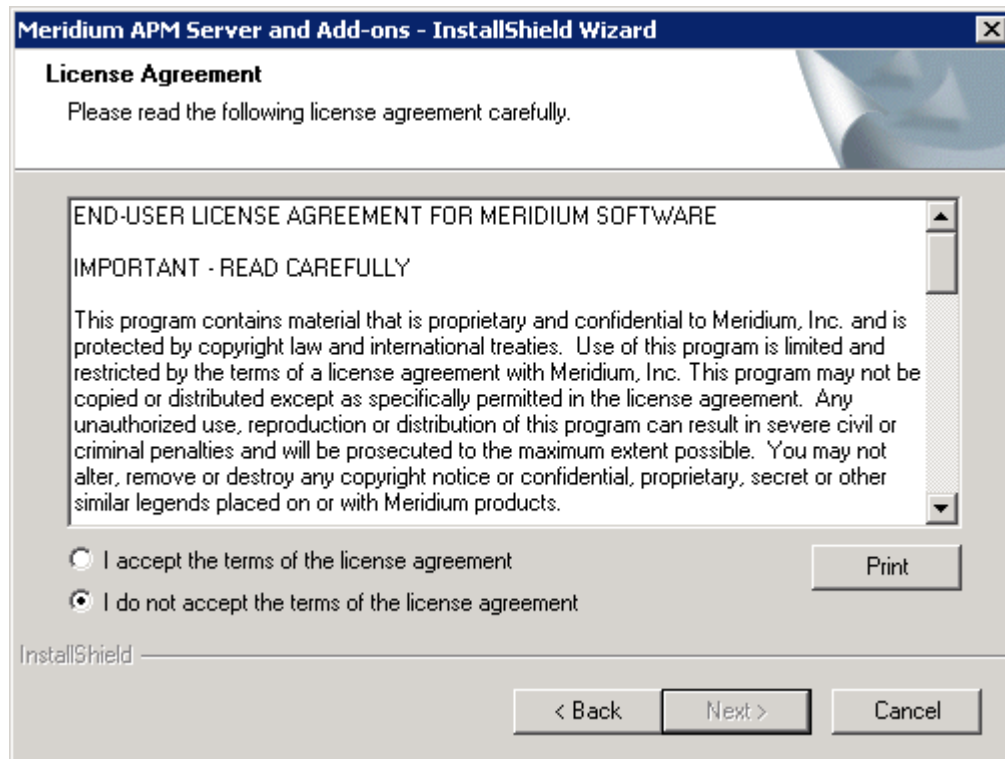 Meridium APM Server and Add-ons - InstallShield Wizard
License Agreement
Please read the following license agreement carefully.
END-USER LICENSE AGREEMENT FOR MERIDIUM SOFTWARE
IMPORTANT - READ CAREFULLY
This program contains material that is proprietary and confidential to Meridium, Inc. and is
protected by copyright law and international treaties.  Use of this program is limited and
restricted by the terms of a license agreement with Meridium, Inc. This program may not be
copied or distributed except as specifically permitted in the license agreement.  Any
unauthorized use, reproduction or distribution of this program can result in severe civil or
criminal penalties and will be prosecuted to the maximum extent possible.  You may not
alter, remove or destroy any copyright notice or confidential, proprietary, secret or other
similar legends placed on or with Meridium products.
I accept the terms of the license agreement
Print
I do not accept the terms of the license agreement
InstallShield
< Back
Next >
Cancel